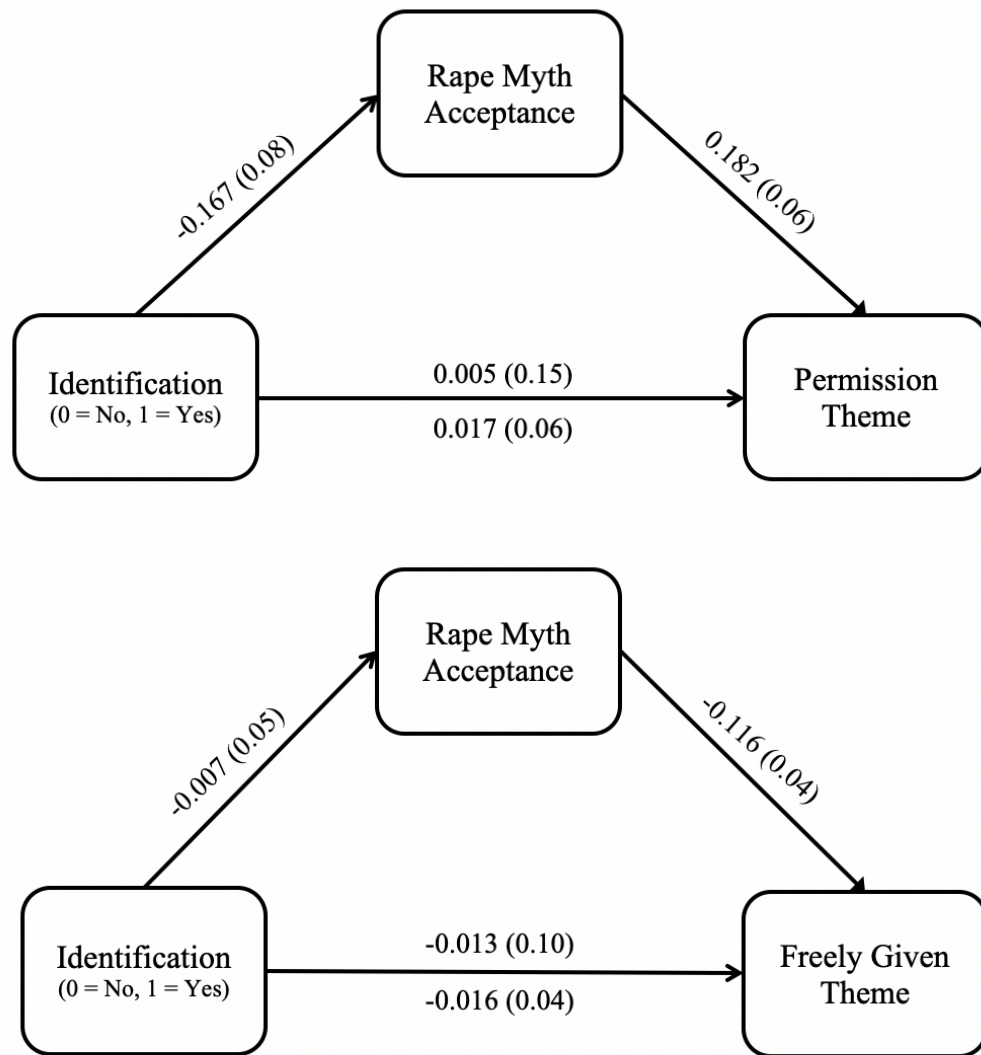 Rape Myth
Acceptance
-0.167 (0.08)
0.182 (0.06)
Identification
(0 = No, 1 = Yes)
0.005 (0.15)
0.017 (0.06)
Permission
Theme
Rape Myth
Acceptance
-0.007 (0.05)
-0.116 (0.04)
Identification
(0 = No, 1 = Yes)
-0.013 (0.10)
-0.016 (0.04)
Freely Given
Theme